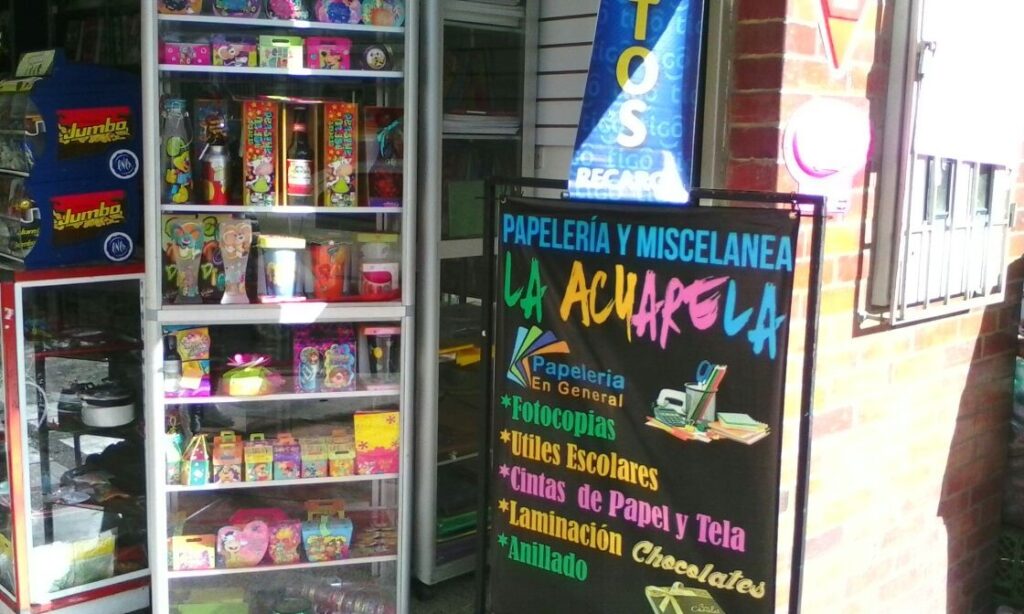 Jumbo
Jumbo
TOS
tigo
RECARG
PAPELERÍA Y MISCELANEA
LA ACUARELA
Papeleria
En General
*Fotocopias
*Utiles Escolares
*Cintas de Papel y Tela
*Laminación
*Anillado
Chocolates